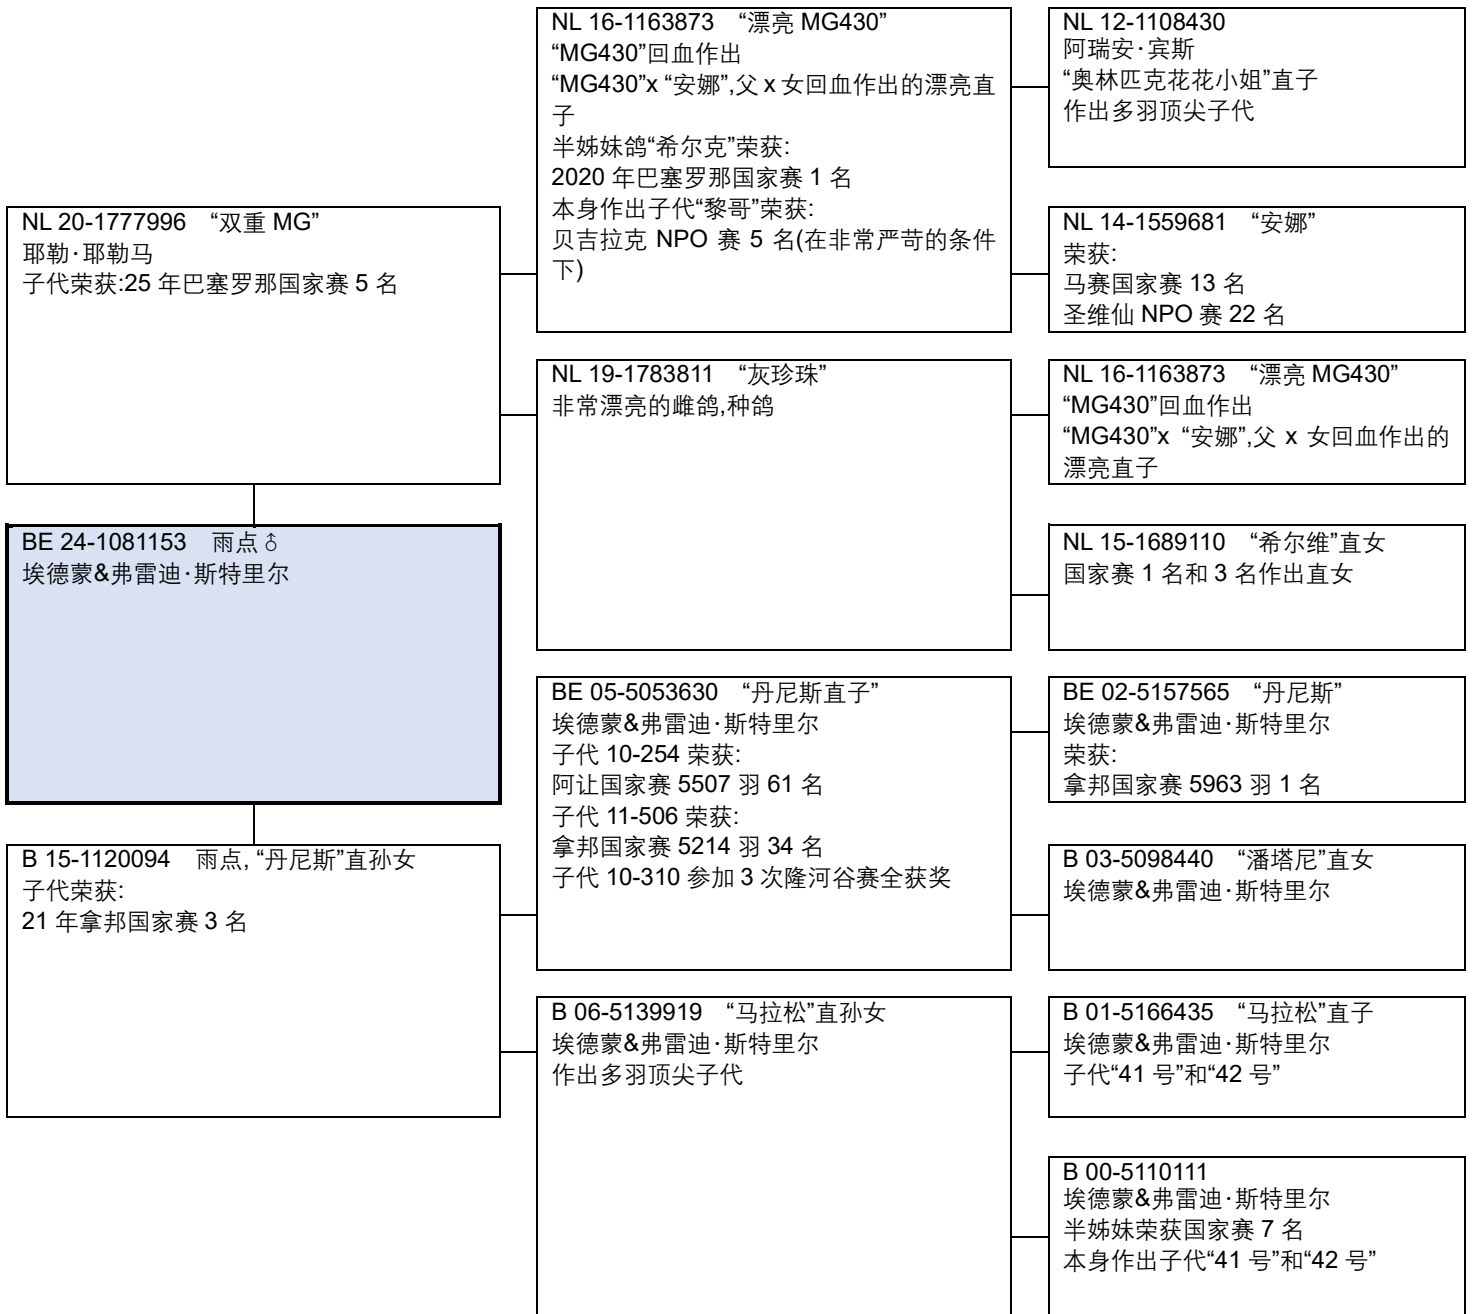 NL 20-1777996 “双重 MG”
耶勒·耶勒马
子代荣获:25 年巴塞罗那国家赛 5 名
BE 24-1081153 雨点♂
埃德蒙&弗雷迪·斯特里尔
B 15-1120094 雨点, “丹尼斯”直孙女
子代荣获:
21 年拿邦国家赛 3 名
NL 16-1163873 “漂亮 MG430”
“MG430”回血作出
“MG430”x “安娜”,父 x 女回血作出的漂亮直
子
半姊妹鸽“希尔克”荣获:
2020 年巴塞罗那国家赛 1 名
本身作出子代“黎哥”荣获:
贝吉拉克 NPO 赛 5 名(在非常严苛的条件
下)
NL 19-1783811 “灰珍珠”
非常漂亮的雌鸽,种鸽
BE 05-5053630 “丹尼斯直子”
埃德蒙&弗雷迪·斯特里尔
子代 10-254 荣获:
阿让国家赛 5507 羽 61 名
子代 11-506 荣获:
拿邦国家赛 5214 羽 34 名
子代 10-310 参加 3 次隆河谷赛全获奖
B 06-5139919 “马拉松”直孙女
埃德蒙&弗雷迪·斯特里尔
作出多羽顶尖子代
NL 12-1108430
阿瑞安·宾斯
“奥林匹克花花小姐”直子
作出多羽顶尖子代
NL 14-1559681 “安娜”
荣获:
马赛国家赛 13 名
圣维仙 NPO 赛 22 名
NL 16-1163873 “漂亮 MG430”
“MG430”回血作出
“MG430”x “安娜”,父 x 女回血作出的
漂亮直子
NL 15-1689110 “希尔维”直女
国家赛 1 名和 3 名作出直女
BE 02-5157565 “丹尼斯”
埃德蒙&弗雷迪·斯特里尔
荣获:
拿邦国家赛 5963 羽 1 名
B 03-5098440 “潘塔尼”直女
埃德蒙&弗雷迪·斯特里尔
B 01-5166435 “马拉松”直子
埃德蒙&弗雷迪·斯特里尔
子代“41 号”和“42 号”
B 00-5110111
埃德蒙&弗雷迪·斯特里尔
半姊妹荣获国家赛 7 名
本身作出子代“41 号”和“42 号”